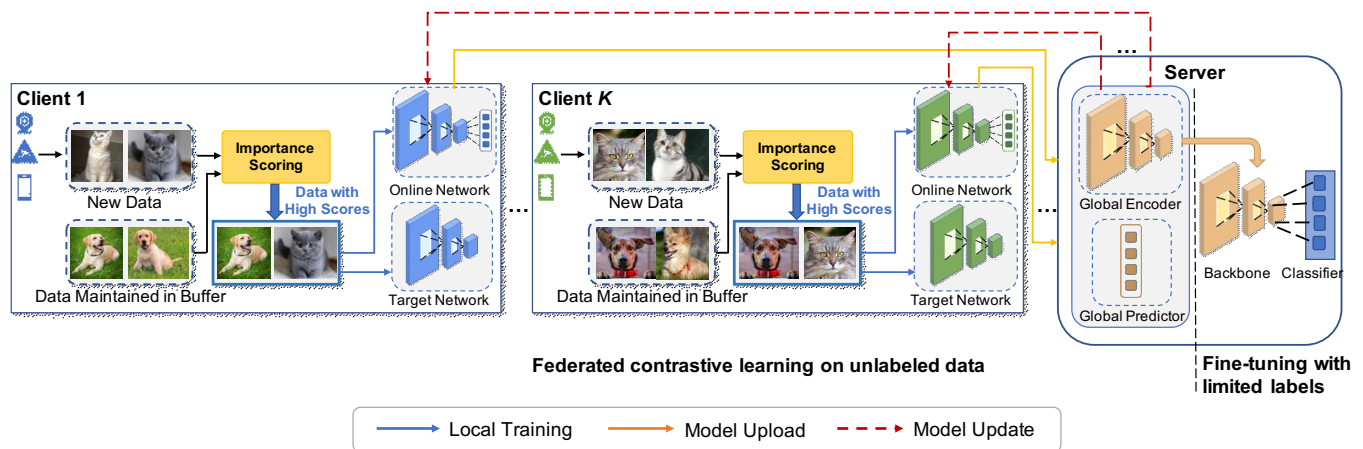 Client 1
New Data
Data Maintained in Buffer
Importance
Scoring
Data with
High Scores
Online Network
Target Network
...
Client K
New Data
Data Maintained in Buffer
Importance
Scoring
Data with
High Scores
Online Network
Target Network
...
...
Server
Global Encoder
Global Predictor
Backbone
Classifier
Federated contrastive learning on unlabeled data
Fine-tuning with
limited labels
Local Training
Model Upload
Model Update